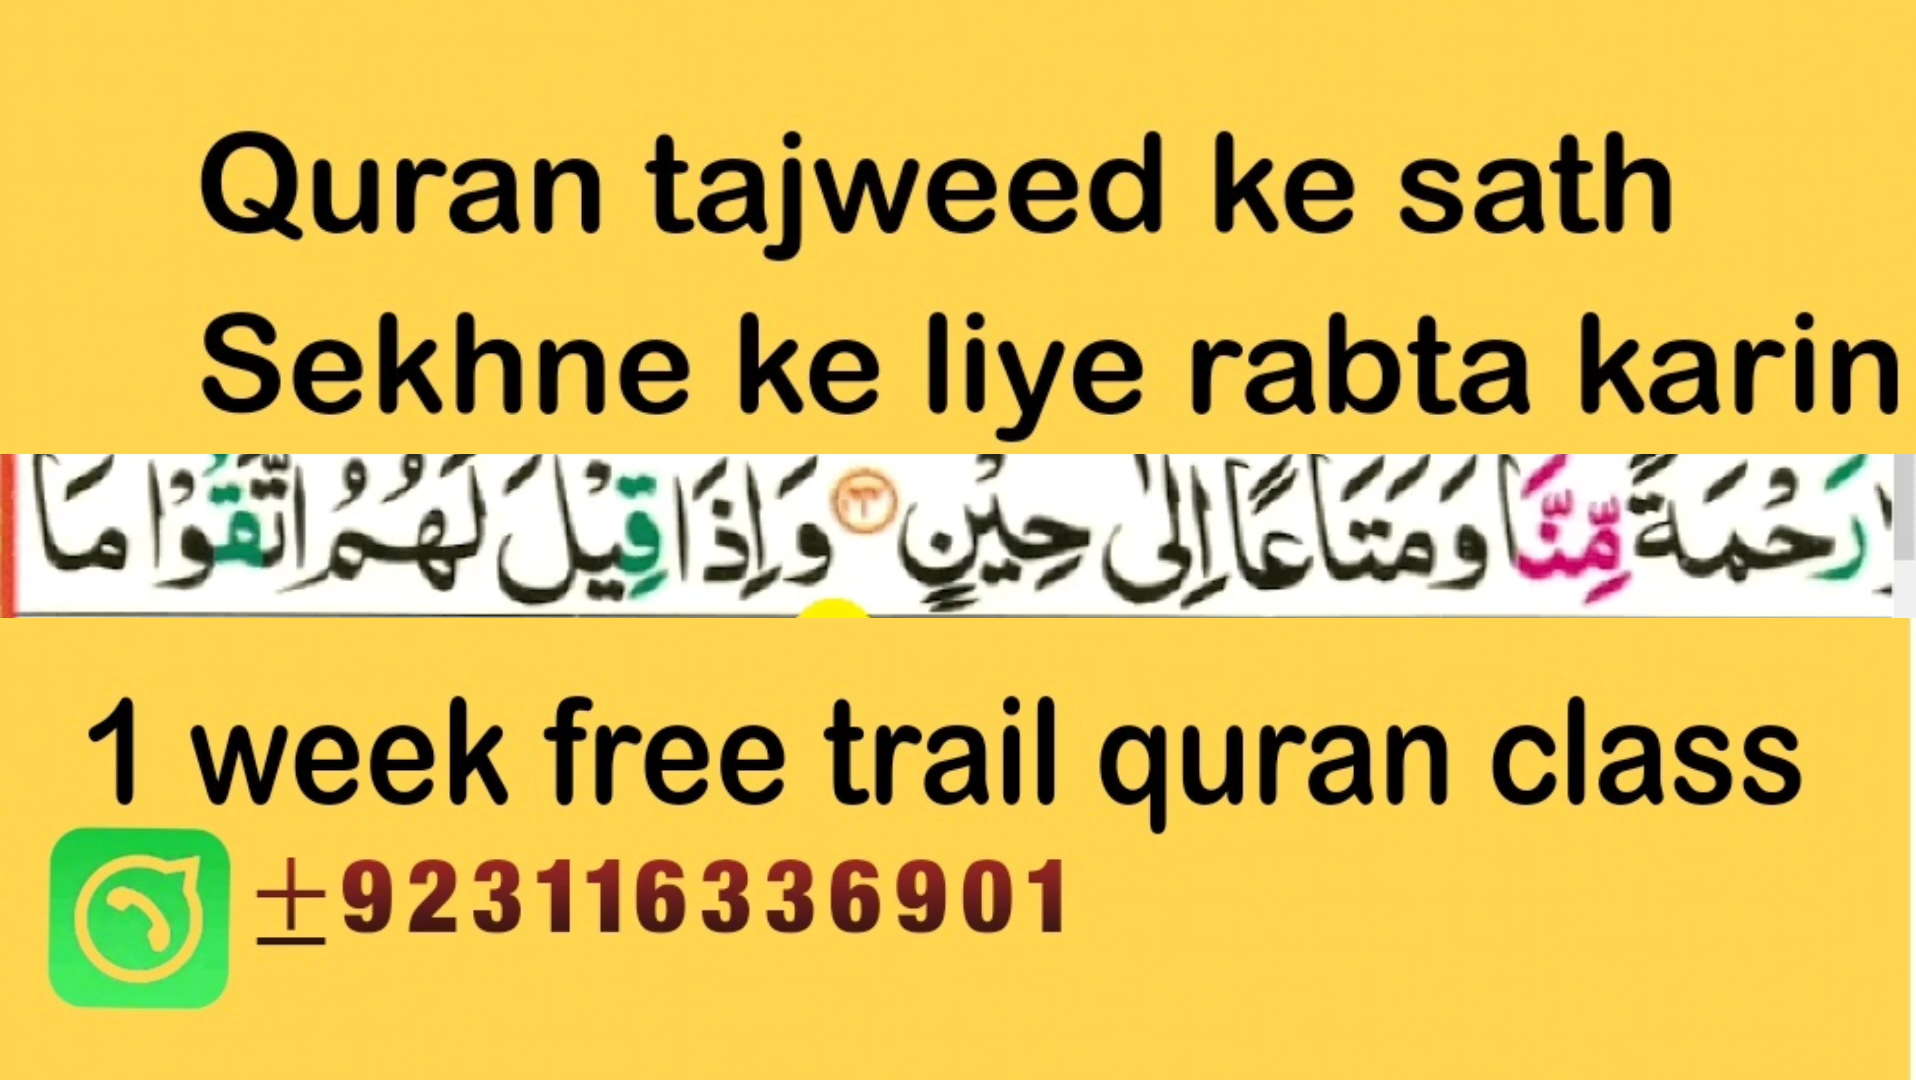 Quran tajweed ke sath
Sekhne ke liye rabta karin
رَحْمَةً مِّنَّا وَمَتَاعًا اِلٰى حِيْنٍ وَاِذَا قِيْلَ لَهُمُ اتَّقُوْا مَا
1 week free trail quran class
±923116336901